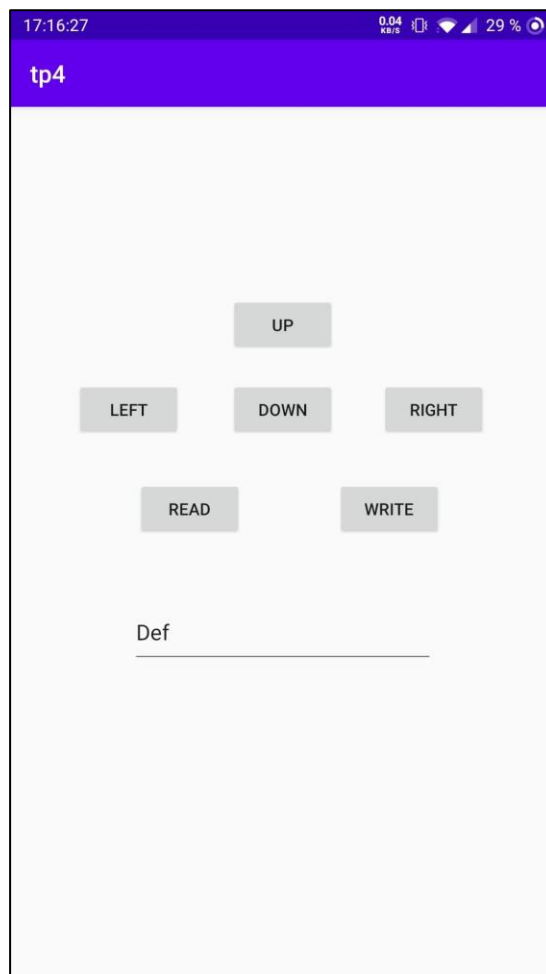 17:16:27 0.04 KB/S 29 %
tp4
UP
LEFT DOWN RIGHT
READ WRITE
Def